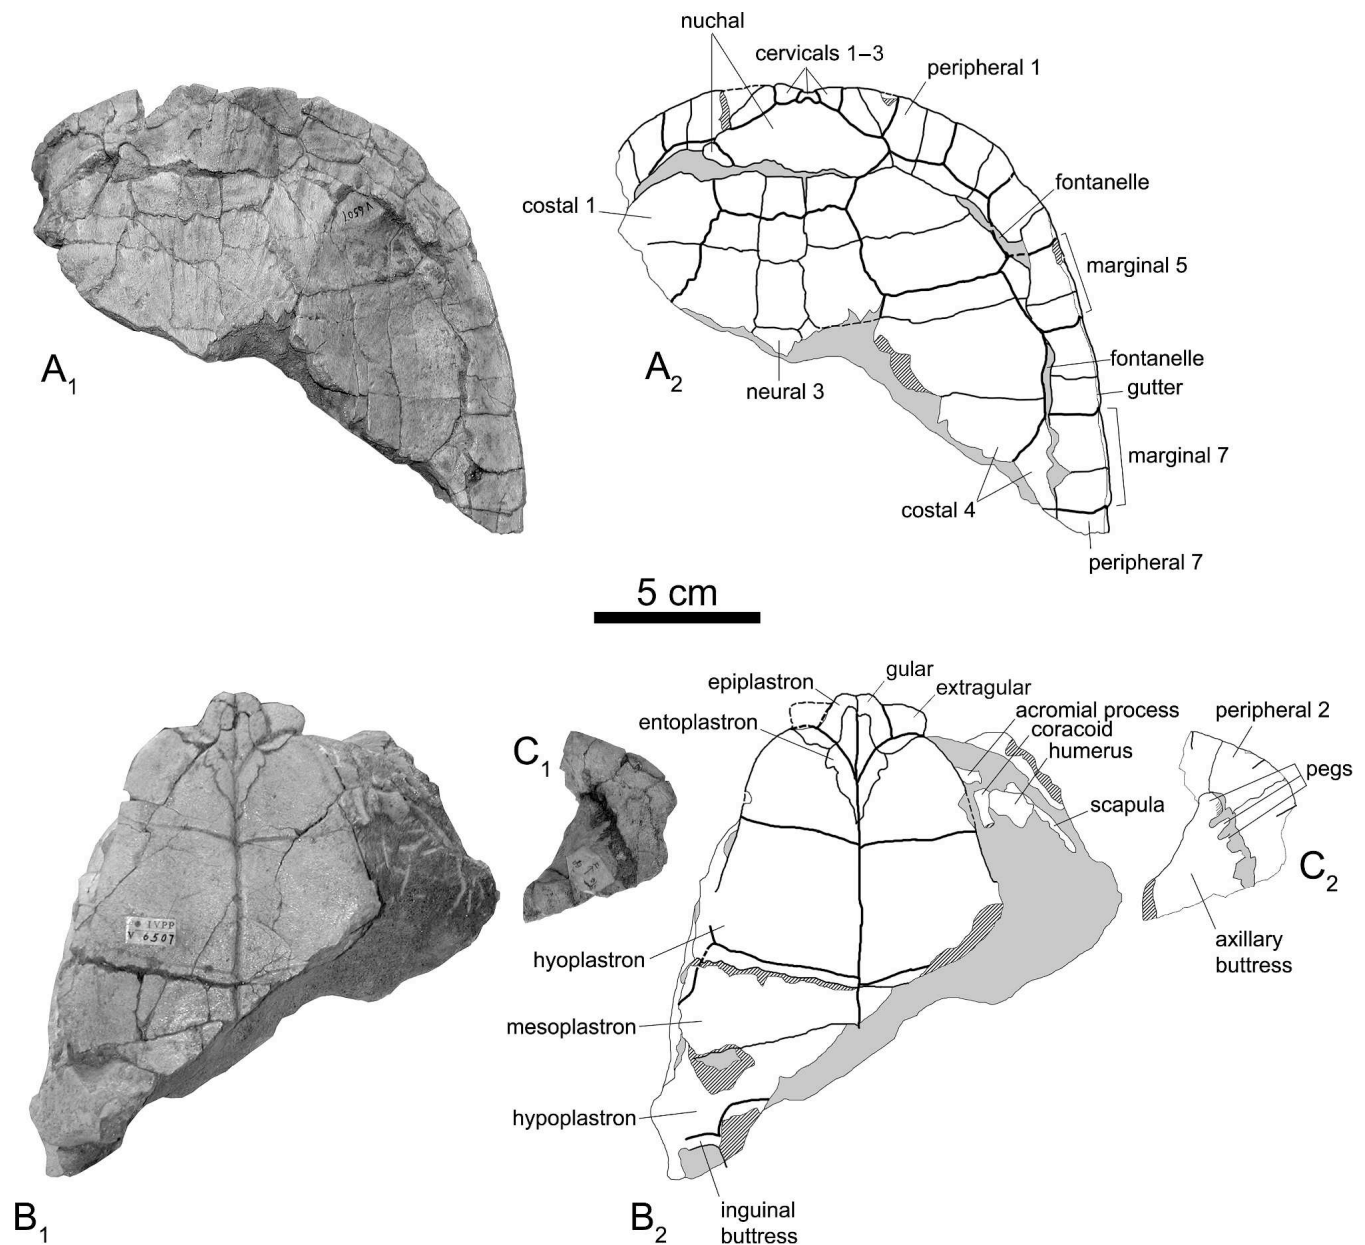 nuchal
cervicals 1–3
peripheral 1
fontanelle
costal 1
marginal 5
V6507
A1
A2
fontanelle
gutter
neural 3
marginal 7
costal 4
peripheral 7
5 cm
gular
epiplastron
extragular
entoplastron
acromial process
coracoid
humerus
peripheral 2
C1
pegs
scapula
C2
IVPP
V 6507
hyoplastron
axillary
buttress
mesoplastron
hypoplastron
inguinal
buttress
B1
B2